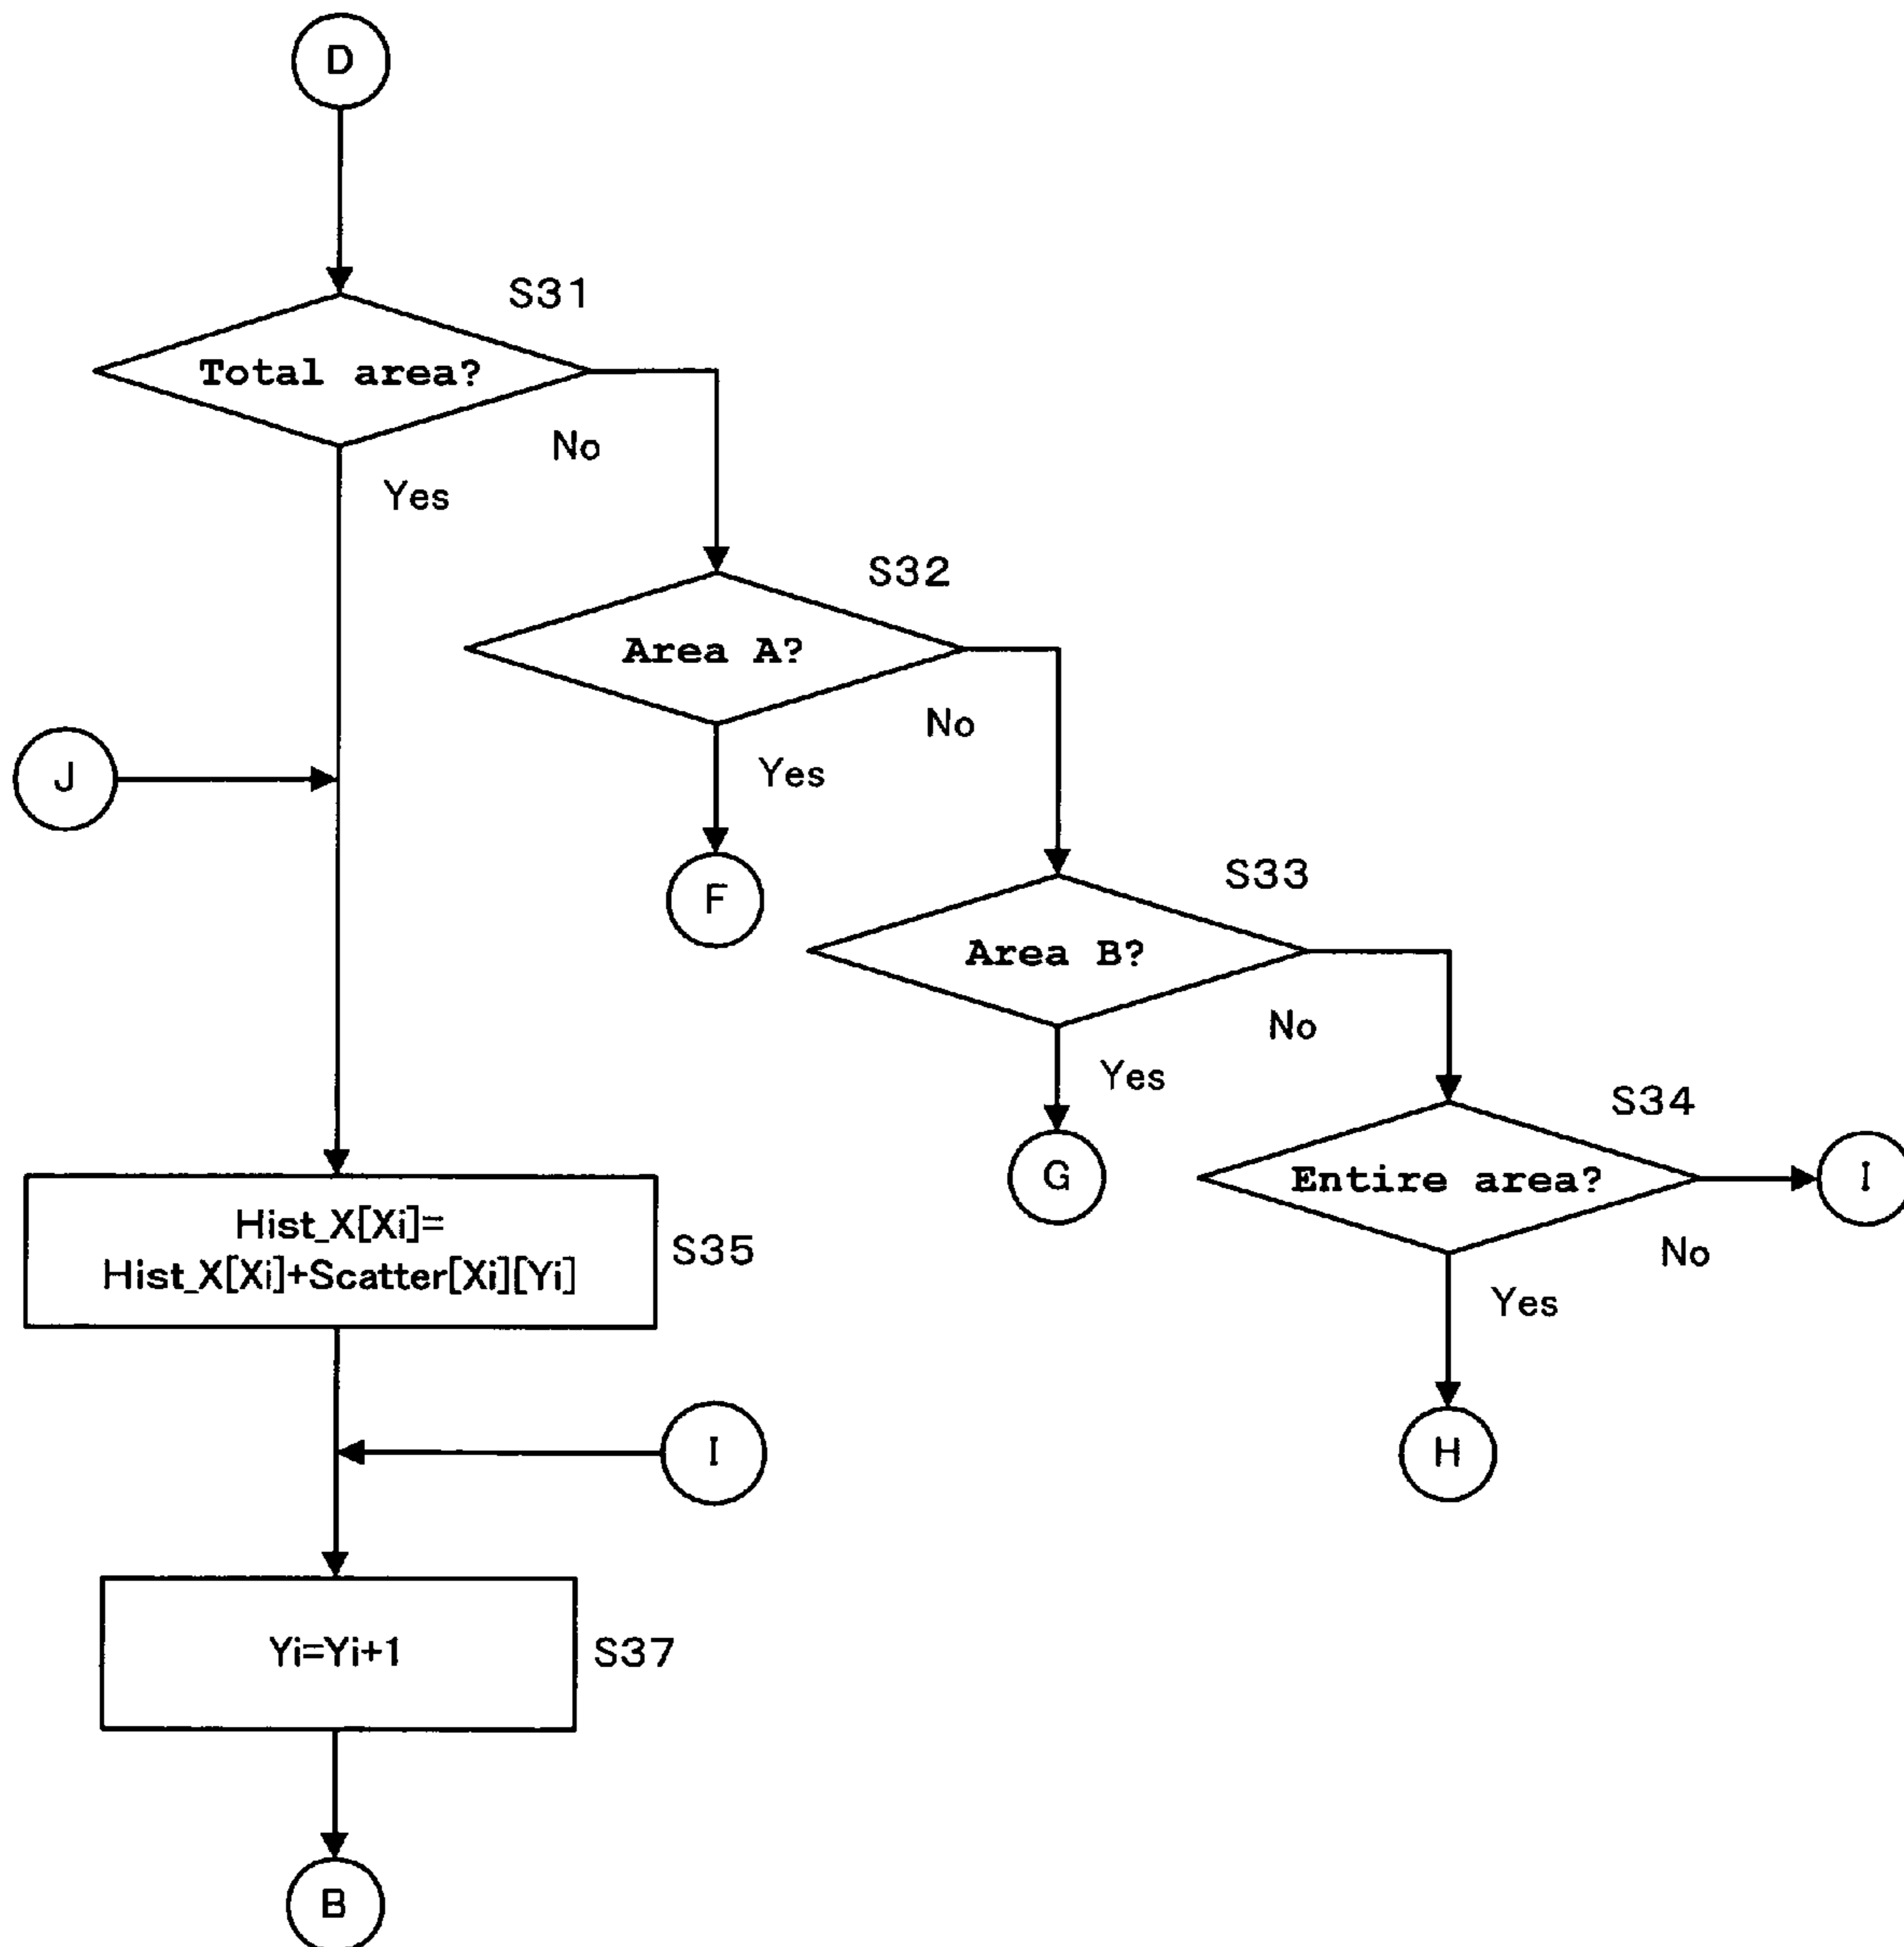 D
S31
Total area?
No
Yes
S32
Area A?
No
J
Yes
S33
F
Area B?
No
Yes
S34
G
Entire area?
I
Hist_X[Xi]=
Hist_X[Xi]+Scatter[Xi][Yi]
S35
No
Yes
I
H
Yi=Yi+1
S37
B